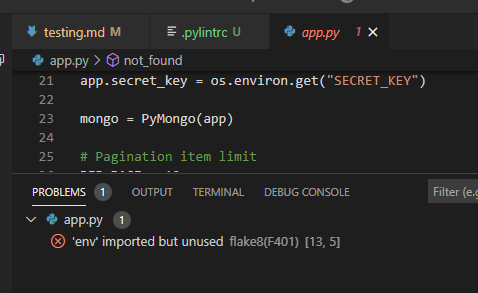 testing.md M .pylintrc U app.py 1 ×
app.py > not_found
21 app.secret_key = os.environ.get("SECRET_KEY")
22
23 mongo = PyMongo(app)
24
25 # Pagination item limit
PROBLEMS 1 OUTPUT TERMINAL DEBUG CONSOLE Filter (e.g
app.py 1
'env' imported but unused flake8(F401) [13, 5]